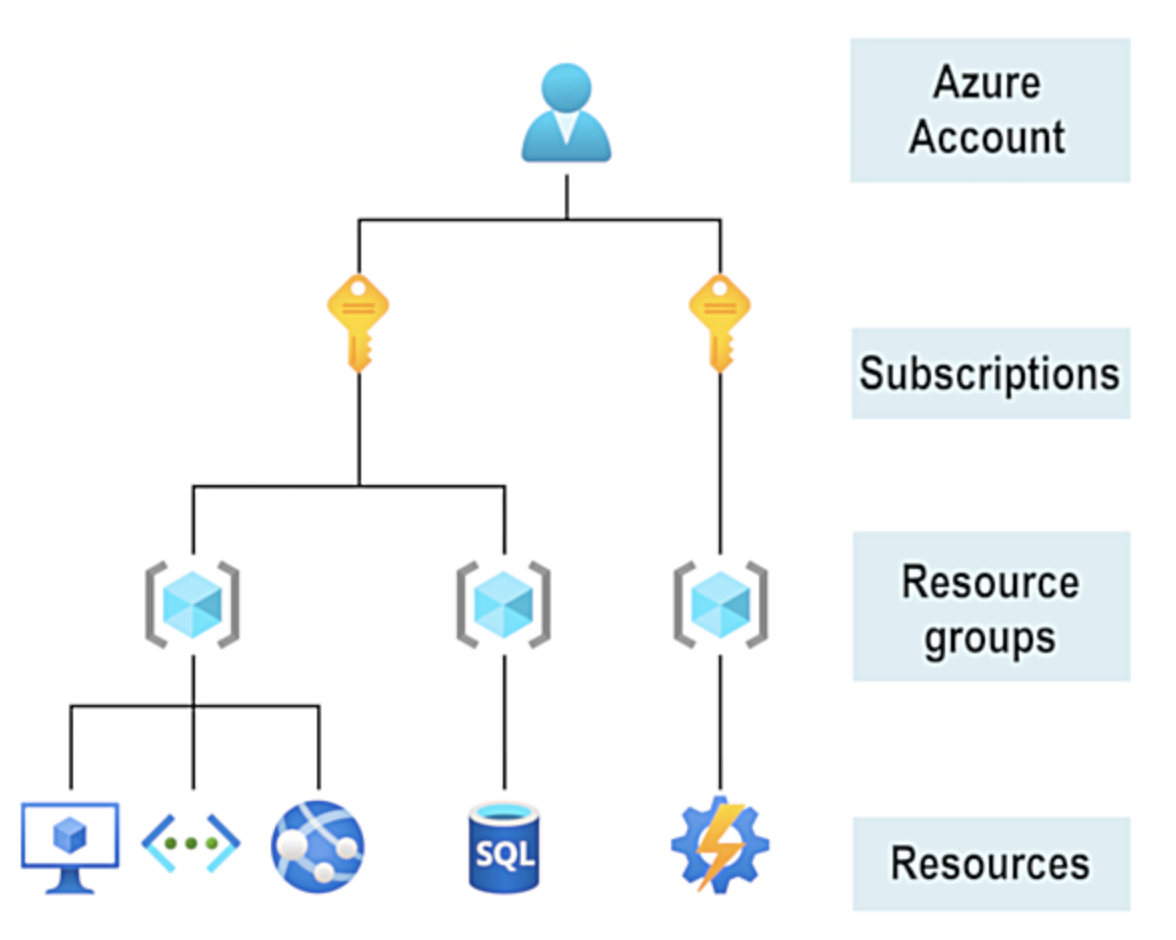 Azure
Account
Subscriptions
Resource
groups
SQL
Resources